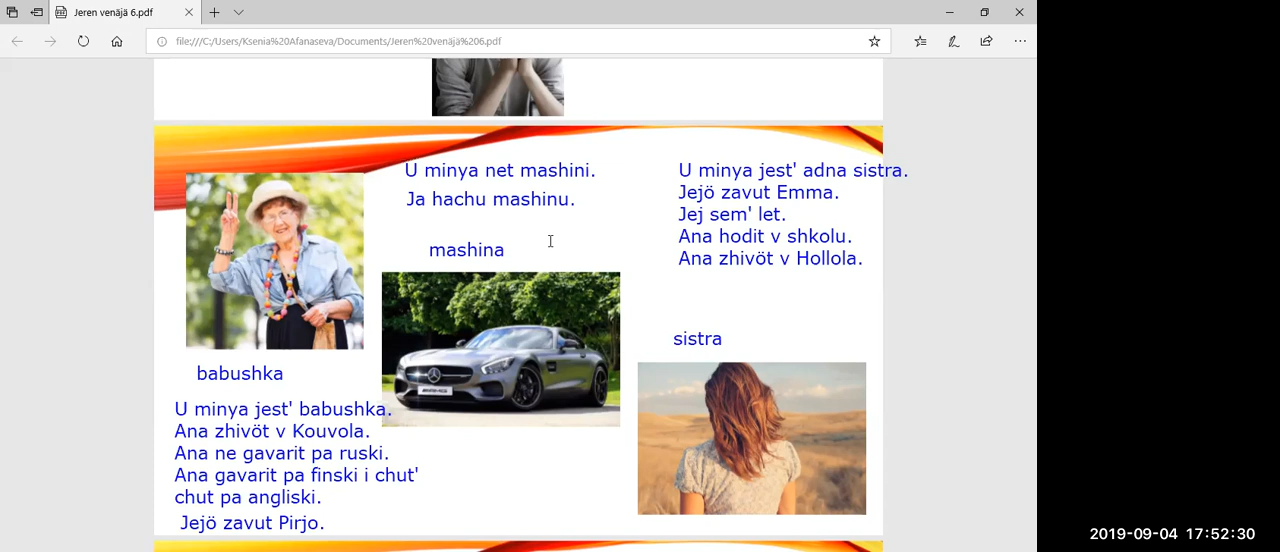 Jeren venäjä 6.pdf
file:///C:/Users/Ksenia%20Afanaseva/Documents/Jeren%20venäjä%206.pdf
U minya net mashini.
Ja hachu mashinu.
mashina
U minya jest' adna sistra.
Jejö zavut Emma.
Jej sem' let.
Ana hodit v shkolu.
Ana zhivöt v Hollola.
sistra
babushka
U minya jest' babushka.
Ana zhivöt v Kouvola.
Ana ne gavarit pa ruski.
Ana gavarit pa finski i chut'
chut pa angliski.
Jejö zavut Pirjo.
2019-09-04 17:52:30